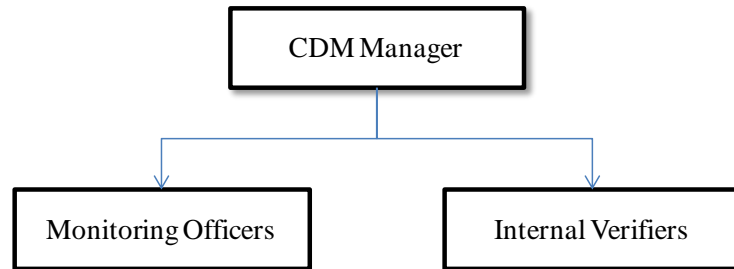 CDM Manager
Monitoring Officers
Internal Verifiers